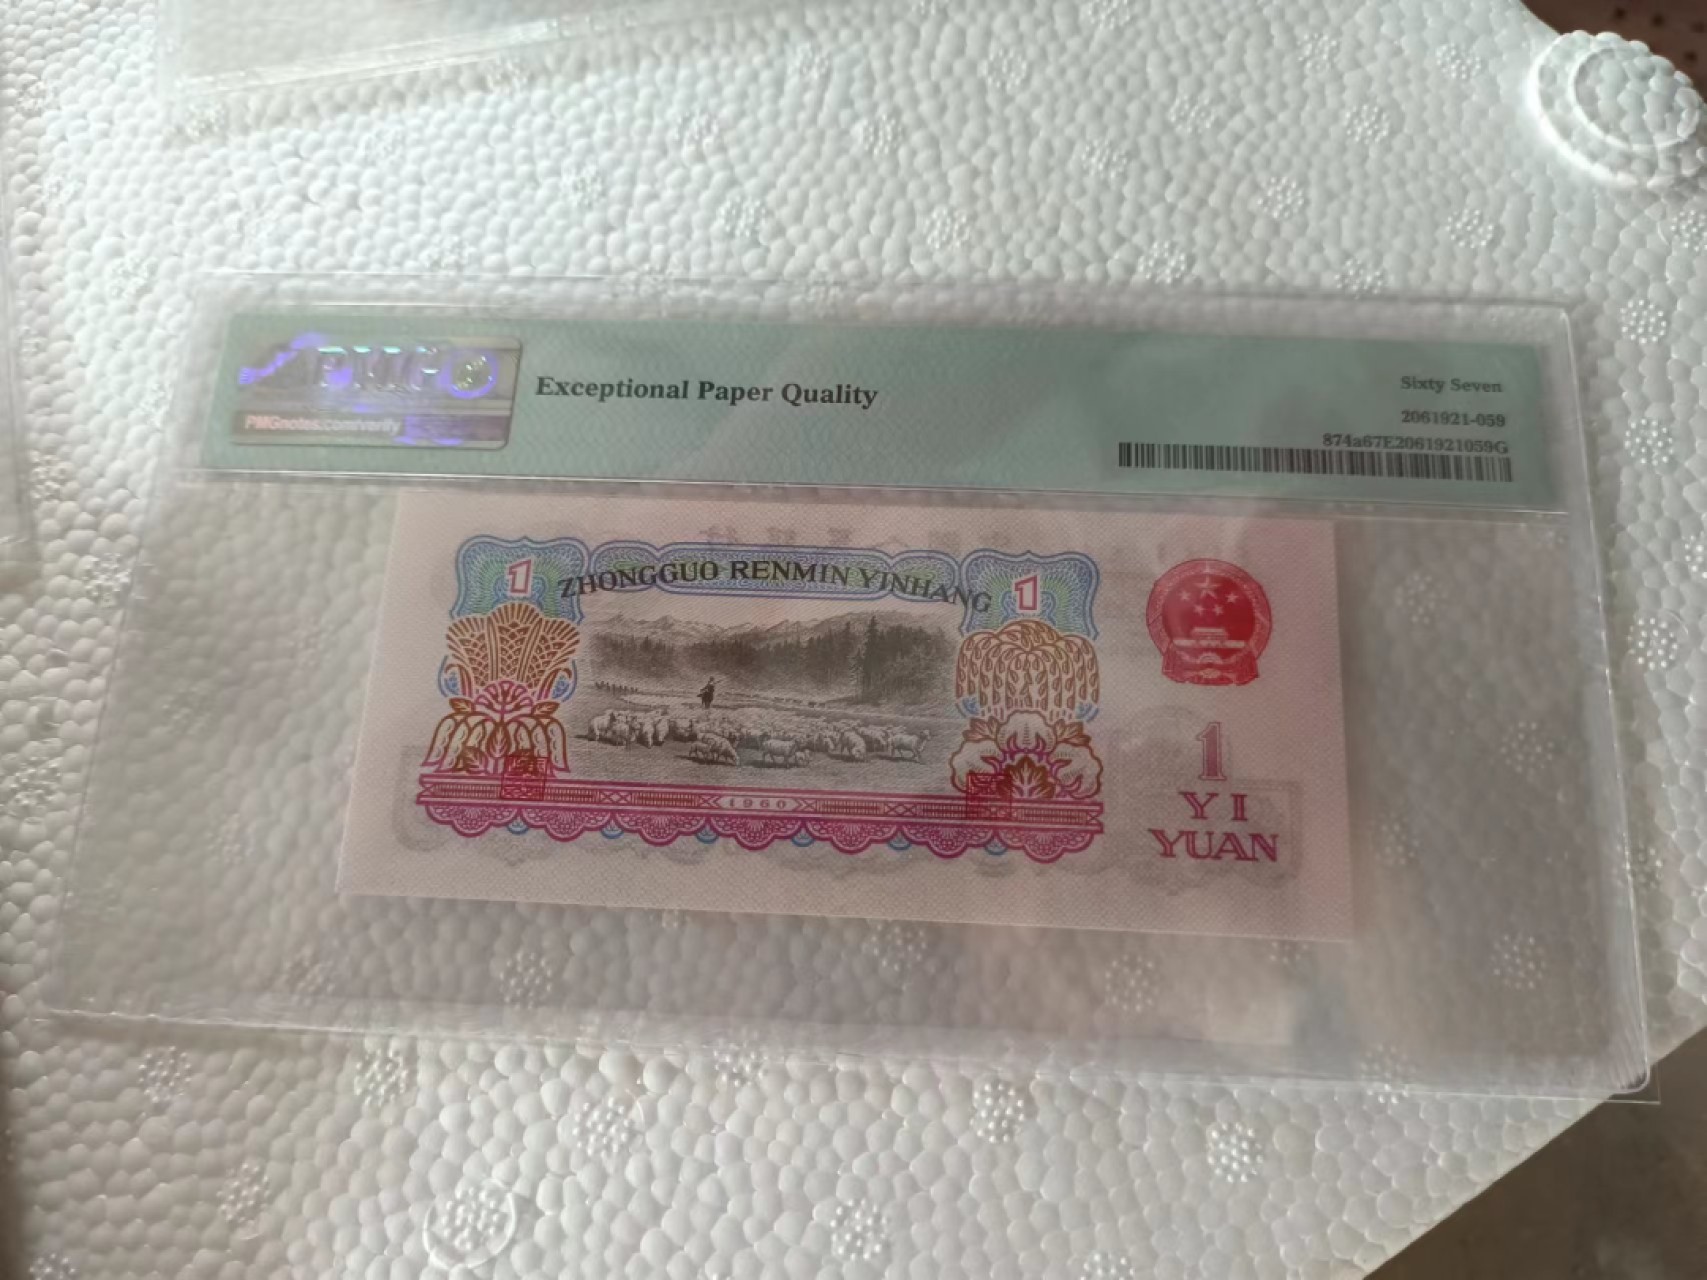 PMG
PMGnotes.com/verify
Exceptional Paper Quality
Sixty Seven
2061921-059
874a67E2061921059G
1
ZHONGGUO RENMIN YINHANG
1
1960
1
YI
YUAN